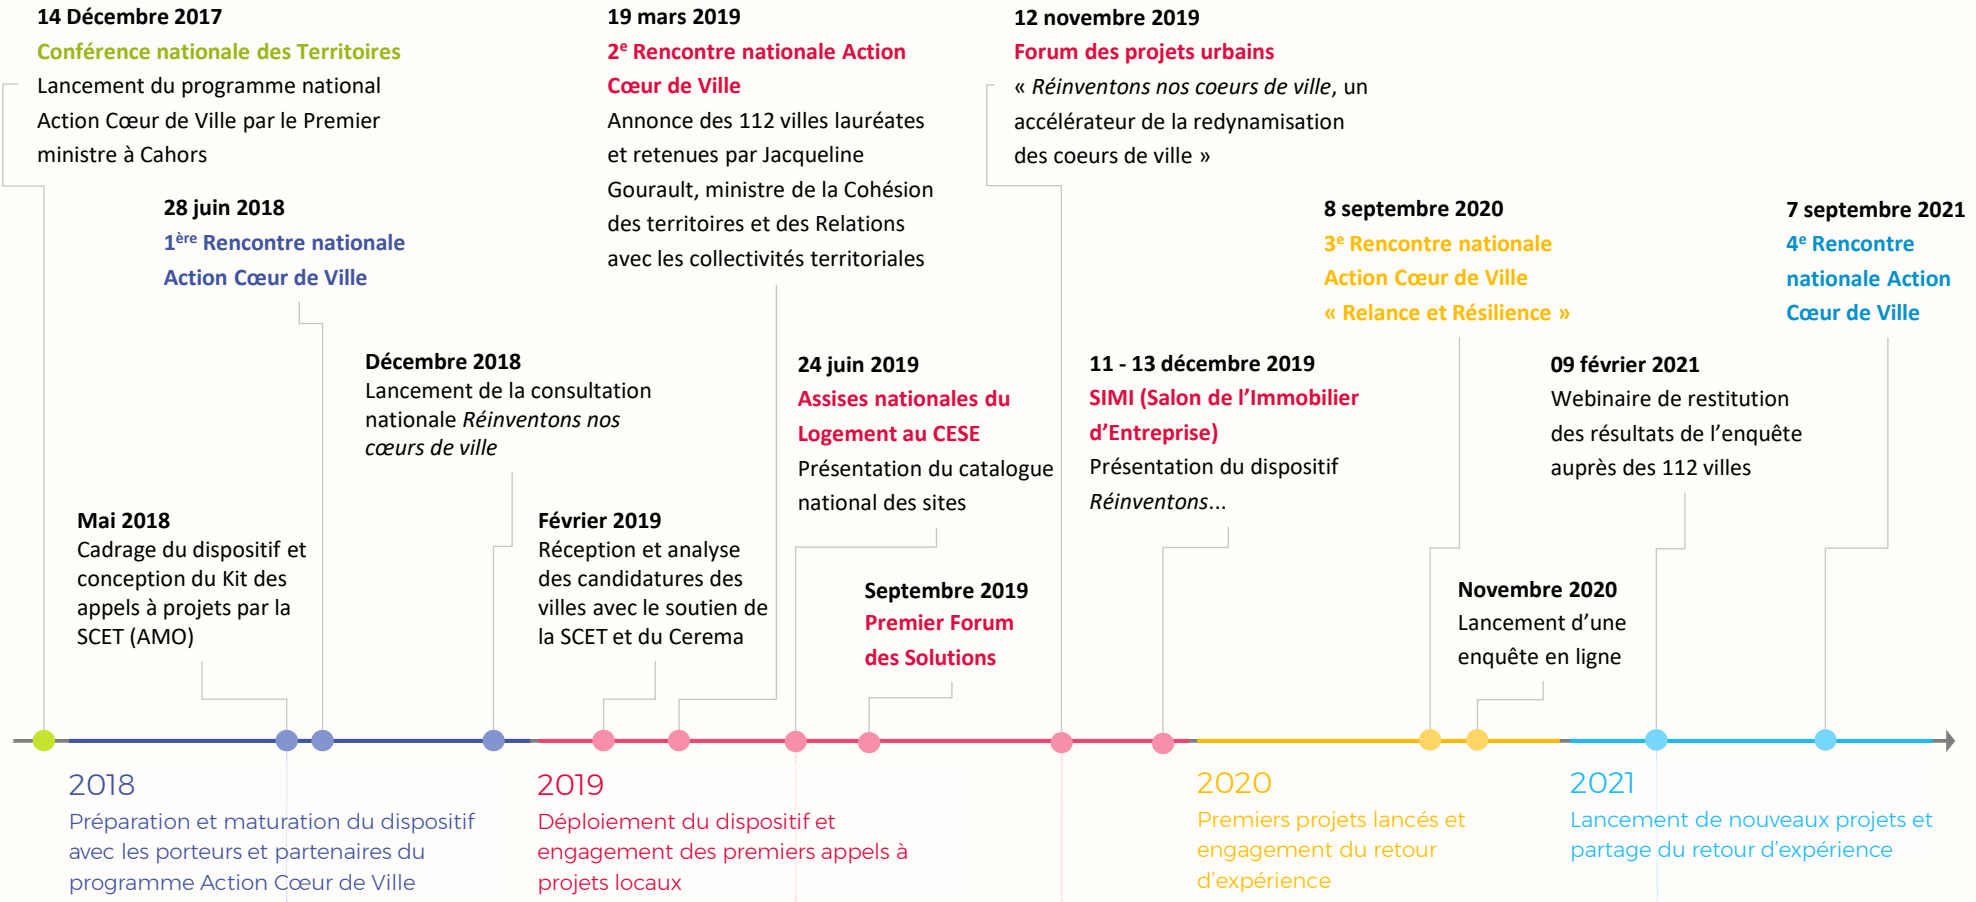 14 Décembre 2017
Conférence nationale des Territoires
Lancement du programme national
Action Cœur de Ville par le Premier
ministre à Cahors
28 juin 2018
1ère Rencontre nationale
Action Cœur de Ville
Décembre 2018
Lancement de la consultation
nationale Réinventons nos
cœurs de ville
Mai 2018
Cadrage du dispositif et
conception du Kit des
appels à projets par la
SCET (AMO)
19 mars 2019
2e Rencontre nationale Action
Cœur de Ville
Annonce des 112 villes lauréates
et retenues par Jacqueline
Gourault, ministre de la Cohésion
des territoires et des Relations
avec les collectivités territoriales
Février 2019
Réception et analyse
des candidatures des
villes avec le soutien de
la SCET et du Cerema
24 juin 2019
Assises nationales du
Logement au CESE
Présentation du catalogue
national des sites
Septembre 2019
Premier Forum
des Solutions
12 novembre 2019
Forum des projets urbains
« Réinventons nos coeurs de ville, un
accélérateur de la redynamisation
des coeurs de ville »
11 - 13 décembre 2019
SIMI (Salon de l’Immobilier
d’Entreprise)
Présentation du dispositif
Réinventons...
8 septembre 2020
3e Rencontre nationale
Action Cœur de Ville
« Relance et Résilience »
Novembre 2020
Lancement d’une
enquête en ligne
09 février 2021
Webinaire de restitution
des résultats de l’enquête
auprès des 112 villes
7 septembre 2021
4e Rencontre
nationale Action
Cœur de Ville
2018
Préparation et maturation du dispositif
avec les porteurs et partenaires du
programme Action Cœur de Ville
2019
Déploiement du dispositif et
engagement des premiers appels à
projets locaux
2020
Premiers projets lancés et
engagement du retour
d’expérience
2021
Lancement de nouveaux projets et
partage du retour d’expérience